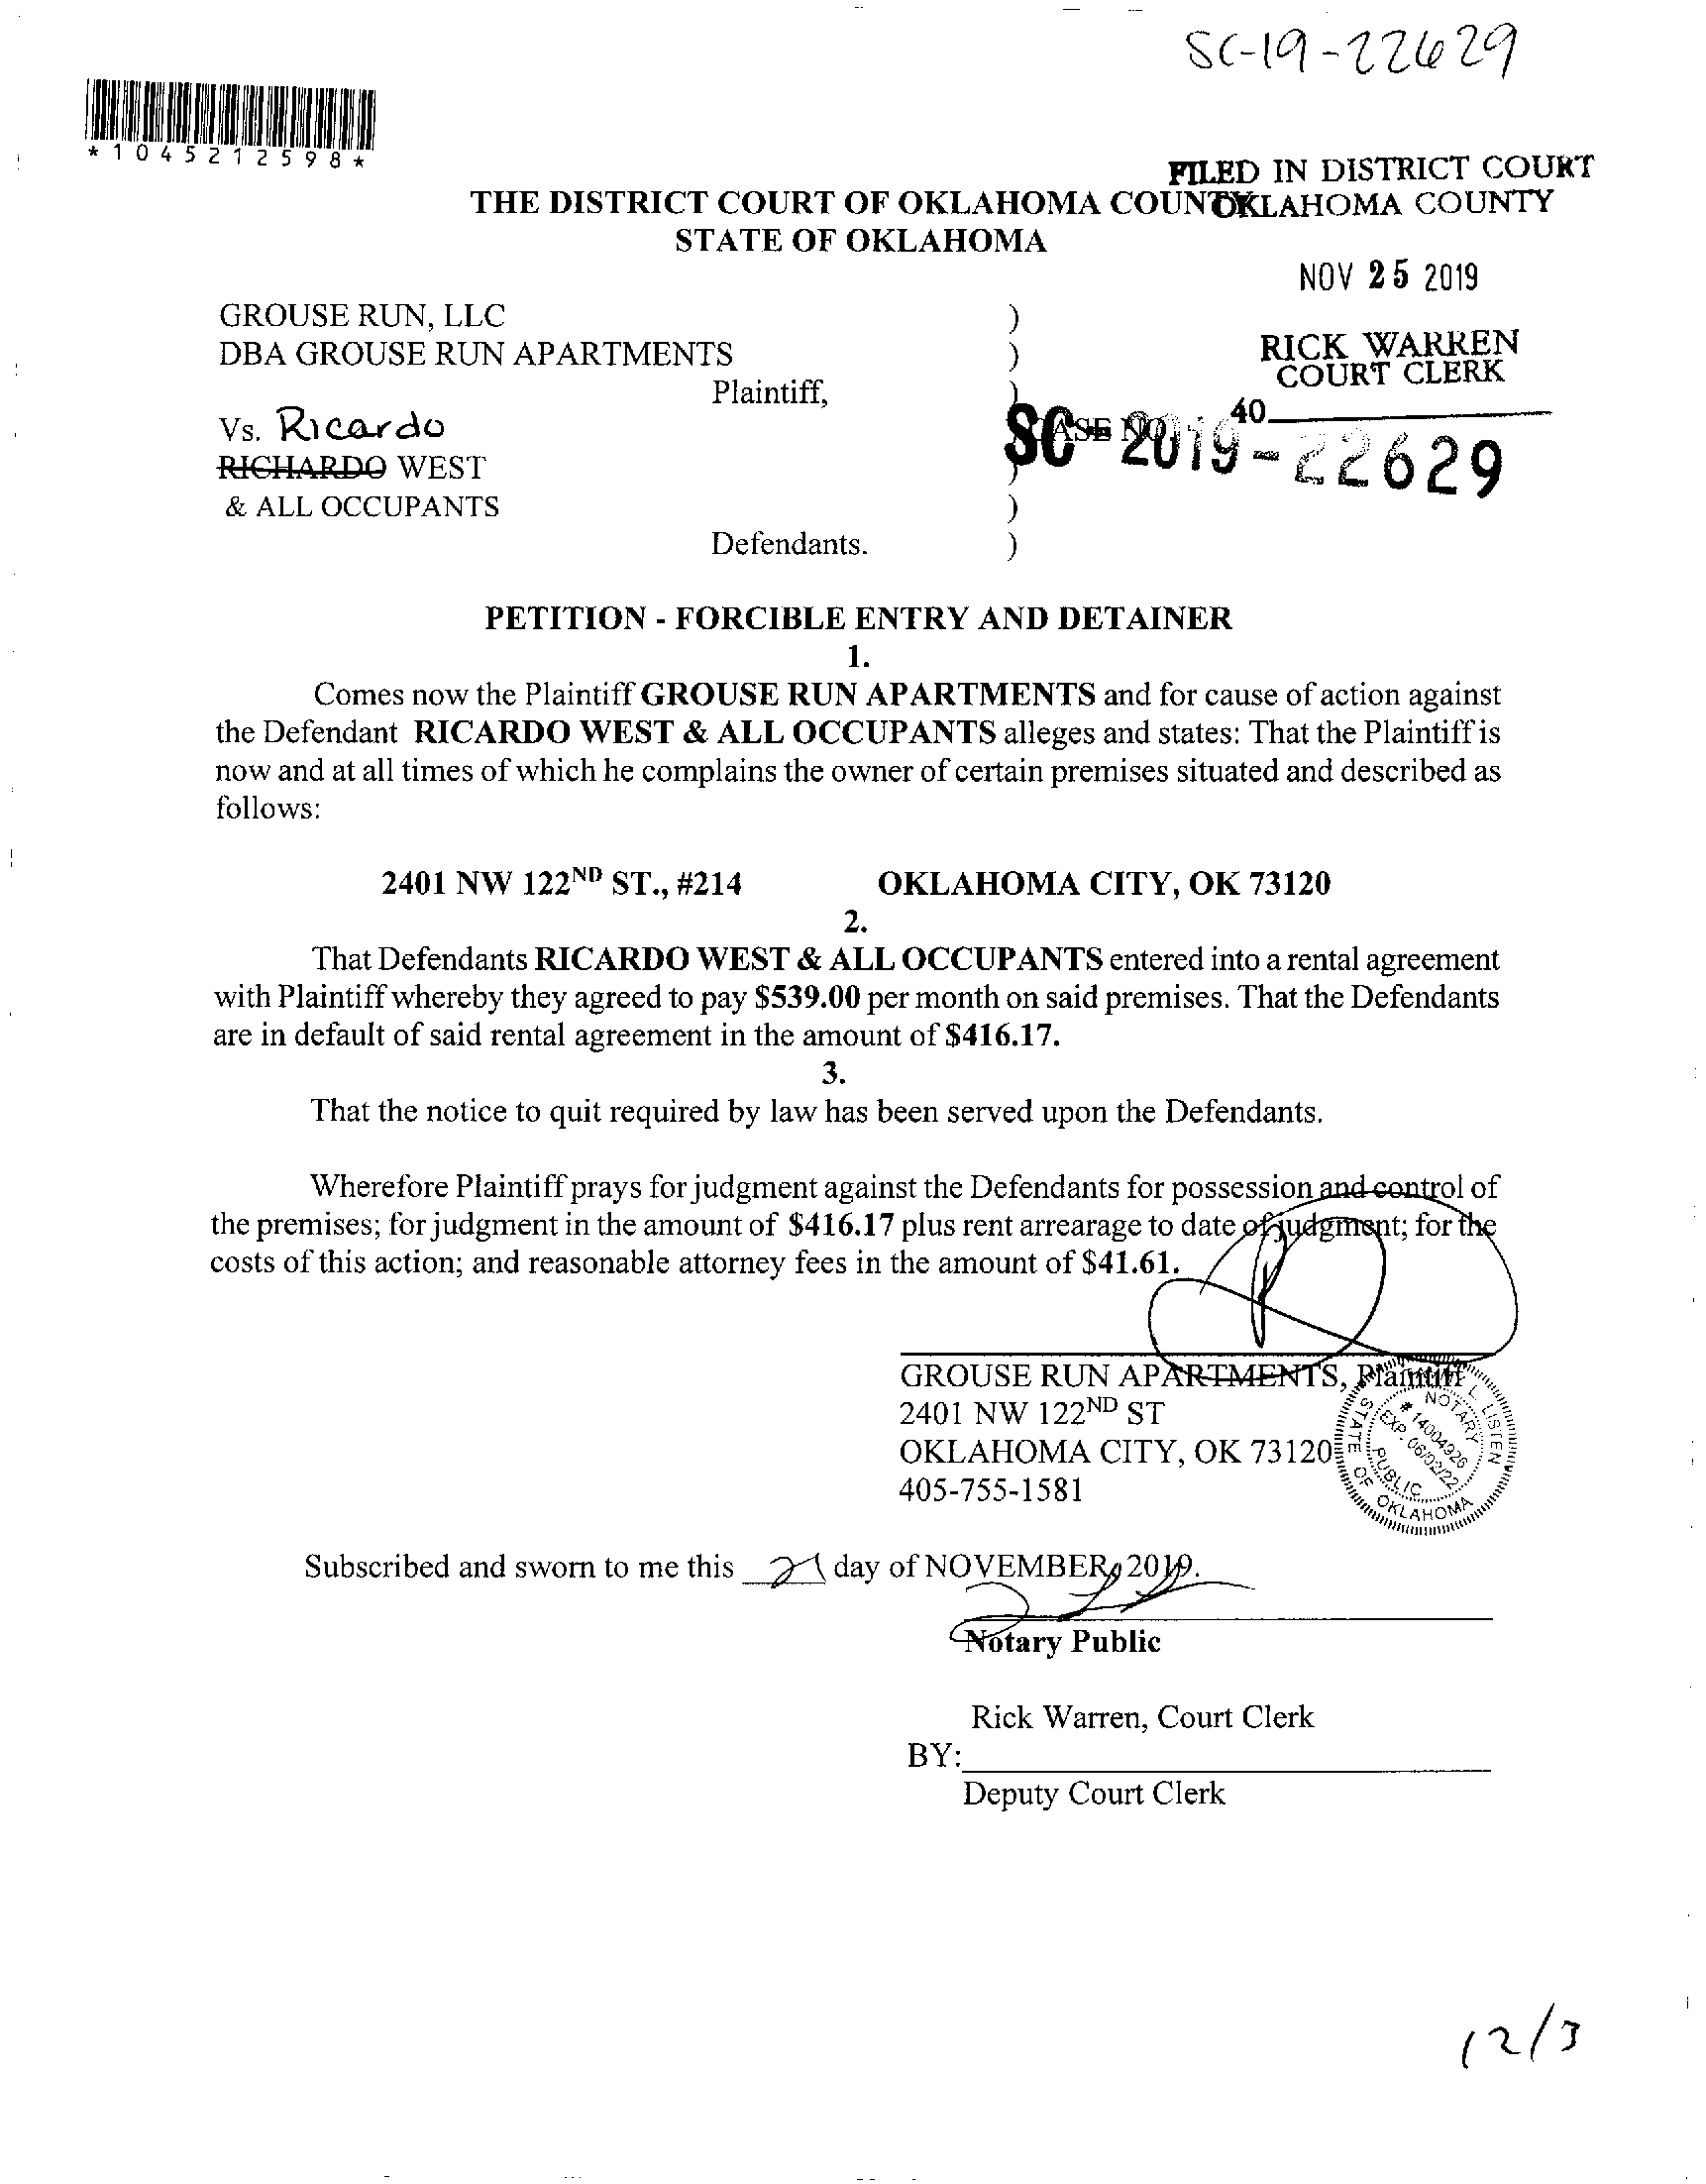 SC-19-22629
*1045212598*
FILED IN DISTRICT COURT
OKLAHOMA COUNTY
THE DISTRICT COURT OF OKLAHOMA COUNTY
STATE OF OKLAHOMA
NOV 25 2019
GROUSE RUN, LLC )
DBA GROUSE RUN APARTMENTS )
RICK WARREN
COURT CLERK
Plaintiff, )
40
Vs. Ricardo
CASE NO.
SC-2019-22629
RICHARDO WEST )
& ALL OCCUPANTS )
Defendants. )
PETITION - FORCIBLE ENTRY AND DETAINER
1.
Comes now the Plaintiff GROUSE RUN APARTMENTS and for cause of action against
the Defendant RICARDO WEST & ALL OCCUPANTS alleges and states: That the Plaintiff is
now and at all times of which he complains the owner of certain premises situated and described as
follows:
2401 NW 122ND ST., #214 OKLAHOMA CITY, OK 73120
2.
That Defendants RICARDO WEST & ALL OCCUPANTS entered into a rental agreement
with Plaintiff whereby they agreed to pay $539.00 per month on said premises. That the Defendants
are in default of said rental agreement in the amount of $416.17.
3.
That the notice to quit required by law has been served upon the Defendants.
Wherefore Plaintiff prays for judgment against the Defendants for possession and control of
the premises; for judgment in the amount of $416.17 plus rent arrearage to date of judgment; for the
costs of this action; and reasonable attorney fees in the amount of $41.61.
GROUSE RUN APARTMENTS, Plaintiff
2401 NW 122ND ST
OKLAHOMA CITY, OK 73120
405-755-1581
L. LISTEN
NOTARY
# 14004926
EXP. 06/02/22
PUBLIC
STATE OF OKLAHOMA
Subscribed and sworn to me this 21 day of NOVEMBER, 2019.
Notary Public
Rick Warren, Court Clerk
BY:
Deputy Court Clerk
12/3